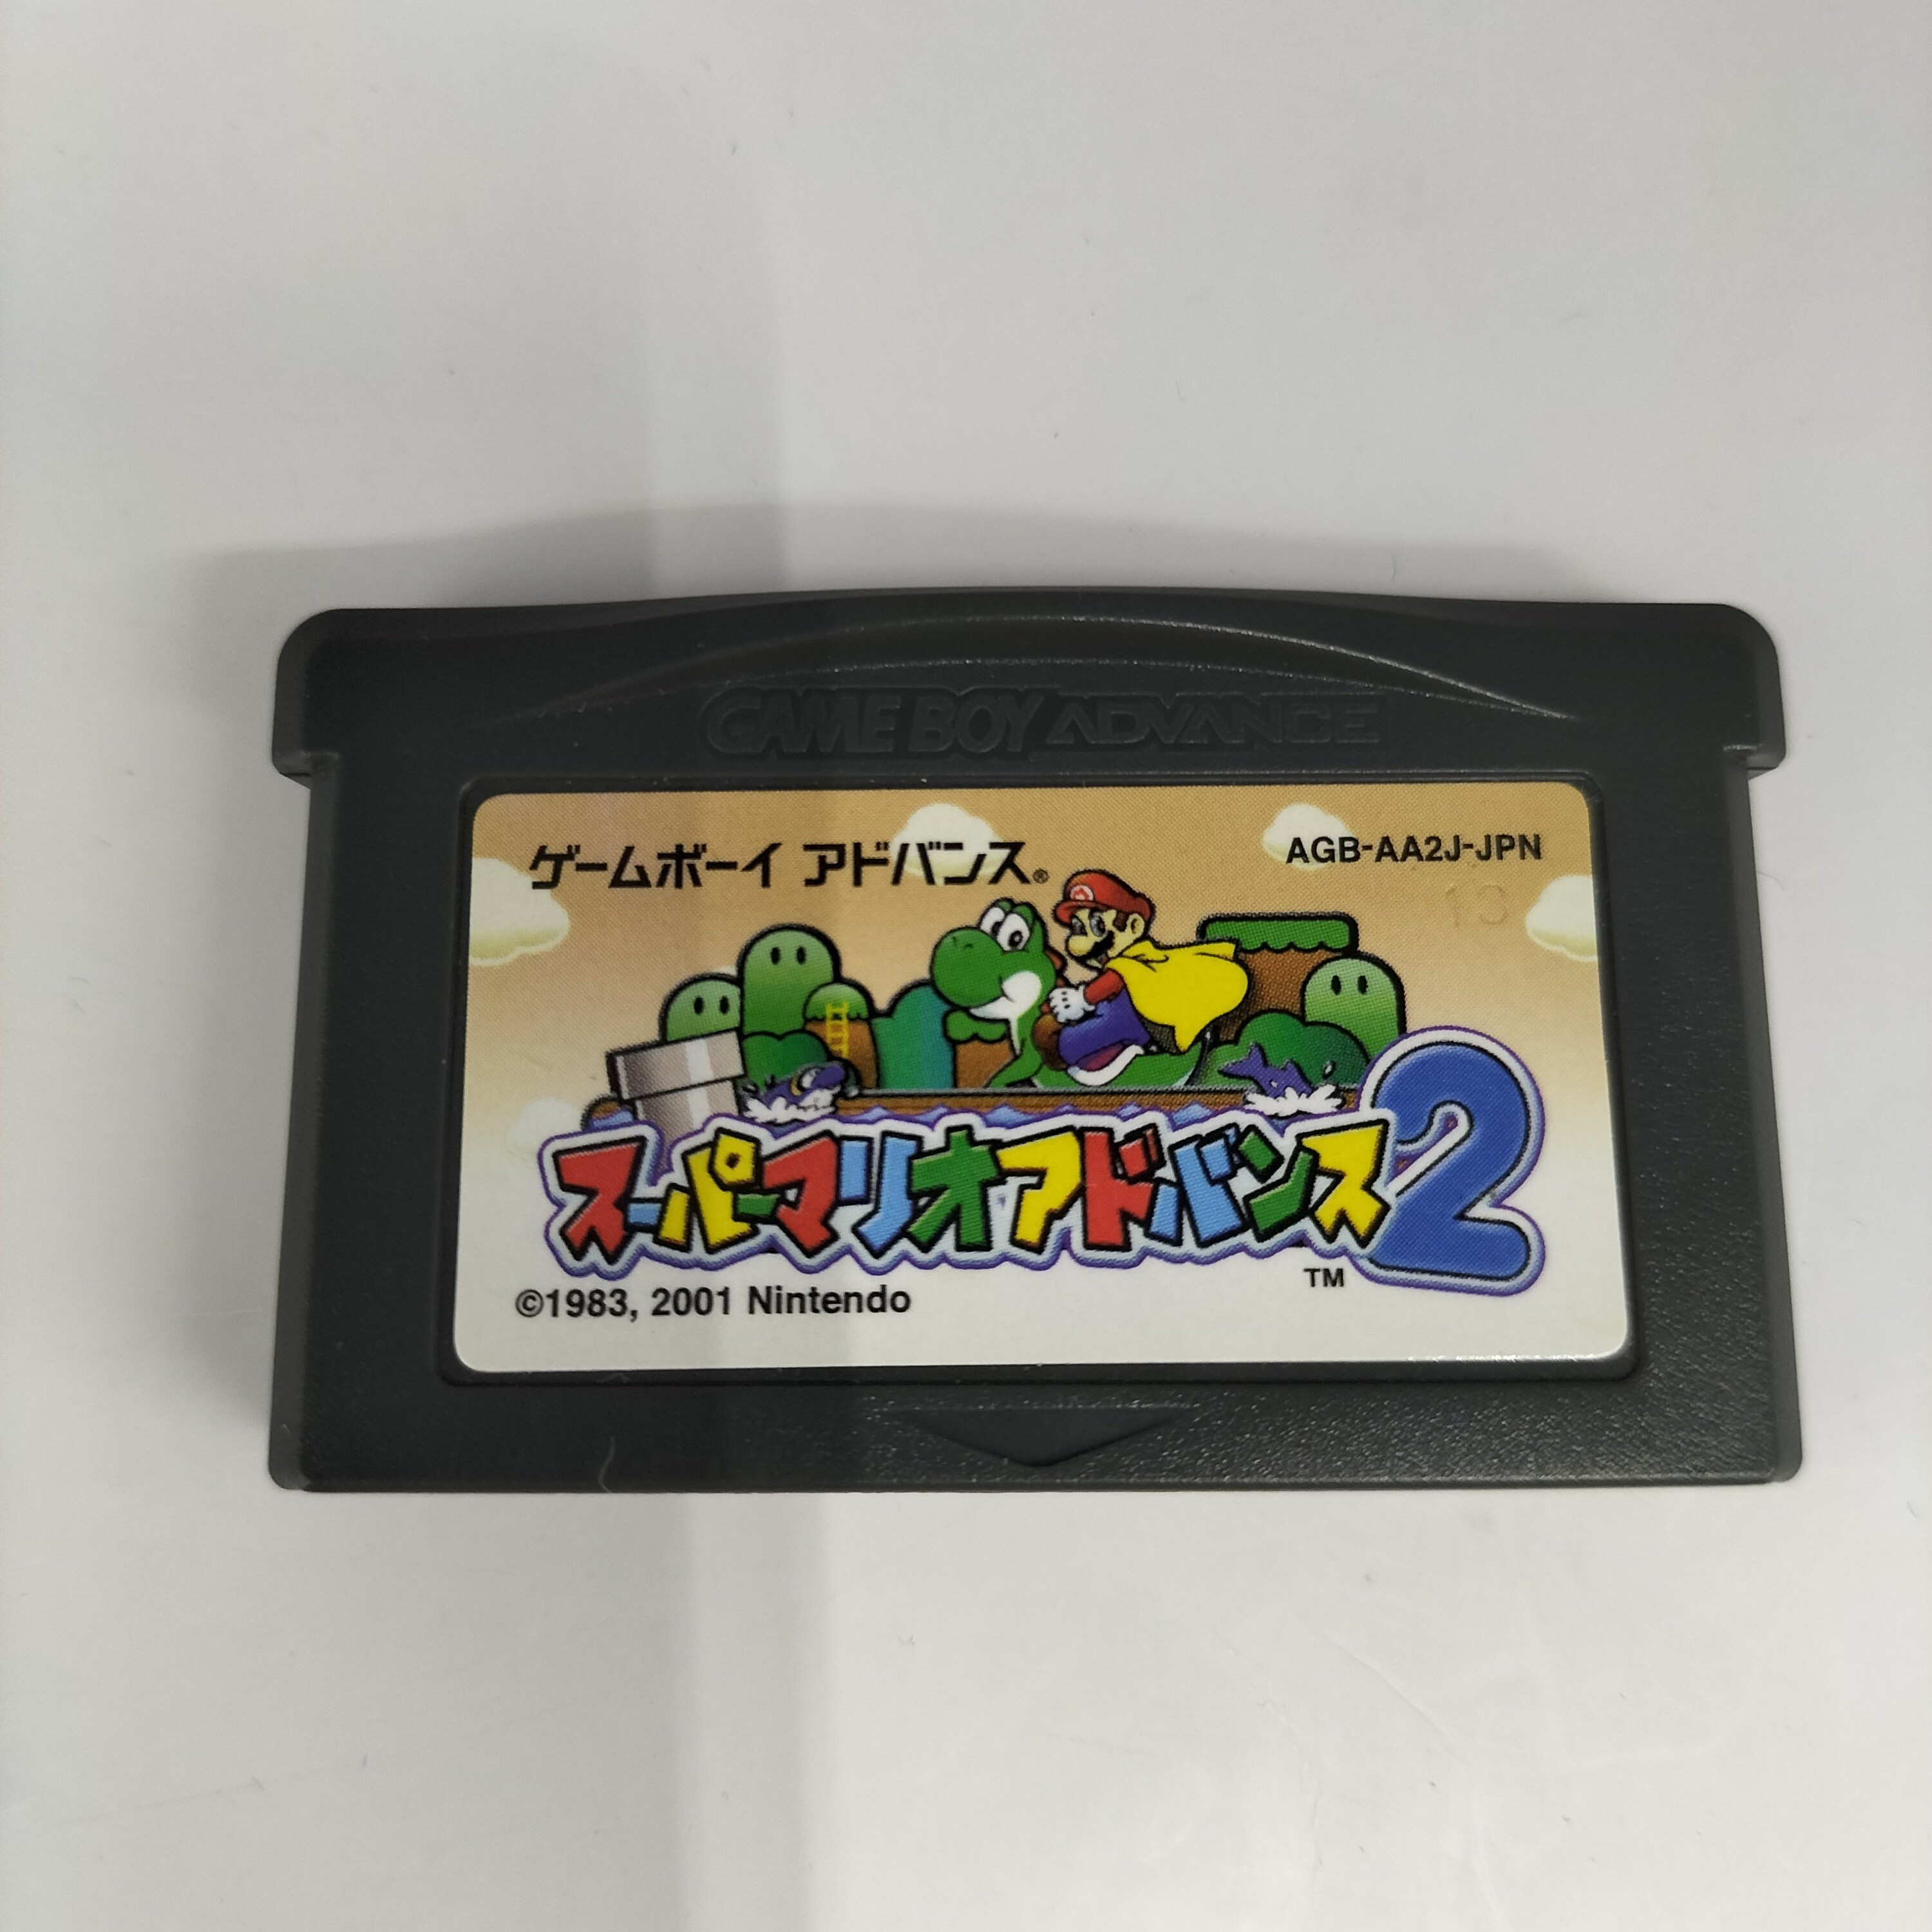 GAME BOY ADVANCE
ゲームボーイ アドバンス®
AGB-AA2J-JPN
13
スーパーマリオアドバンス2
TM
©1983, 2001 Nintendo